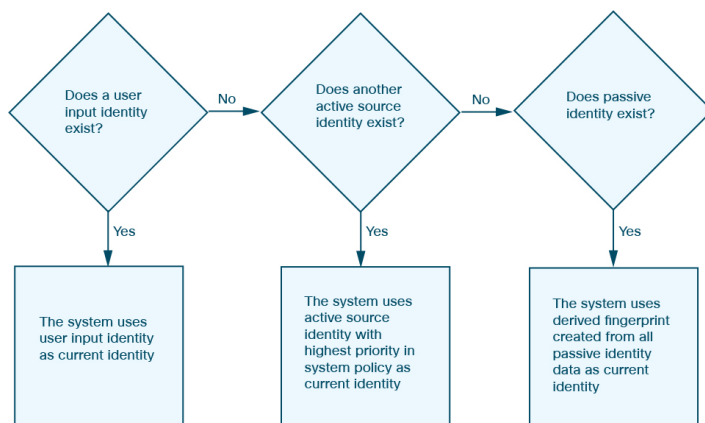 Does a user
input identity
exist?
No
Does another
active source
identity exist?
No
Does passive
identity exist?
Yes
Yes
Yes
The system uses
user input identity
as current identity
The system uses
active source
identity with
highest priority in
system policy as
current identity
The system uses
derived fingerprint
created from all
passive identity
data as current
identity